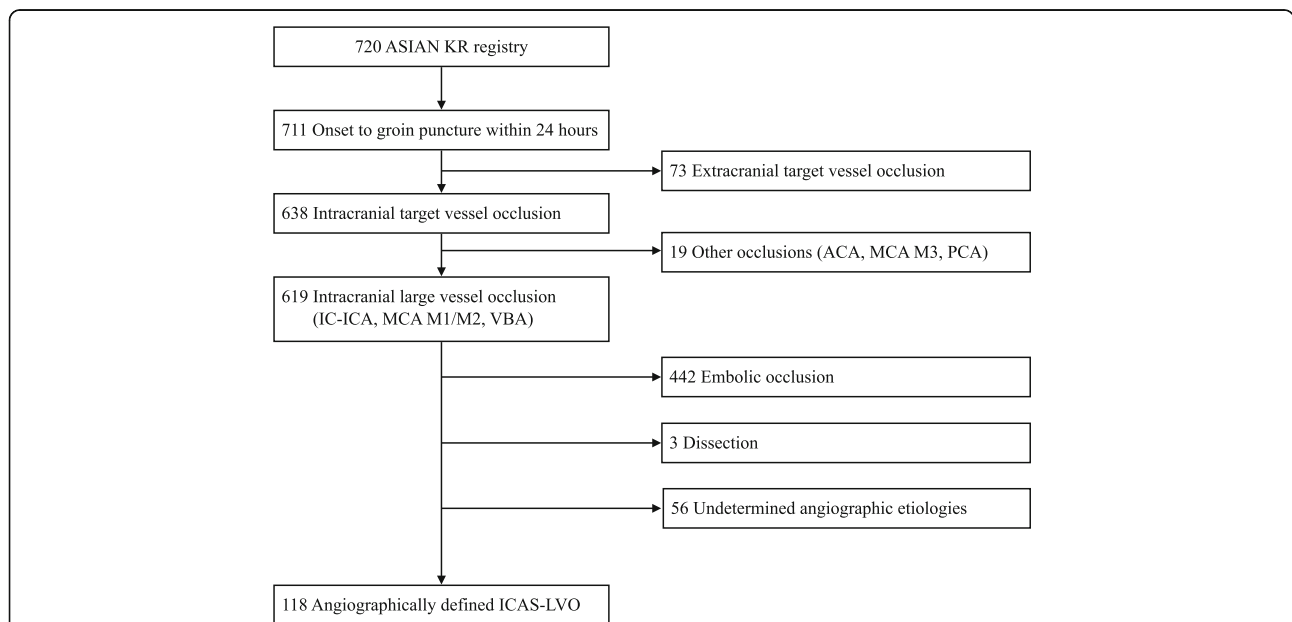 720 ASIAN KR registry
711 Onset to groin puncture within 24 hours
73 Extracranial target vessel occlusion
638 Intracranial target vessel occlusion
19 Other occlusions (ACA, MCA M3, PCA)
619 Intracranial large vessel occlusion
(IC-ICA, MCA M1/M2, VBA)
442 Embolic occlusion
3 Dissection
56 Undetermined angiographic etiologies
118 Angiographically defined ICAS-LVO